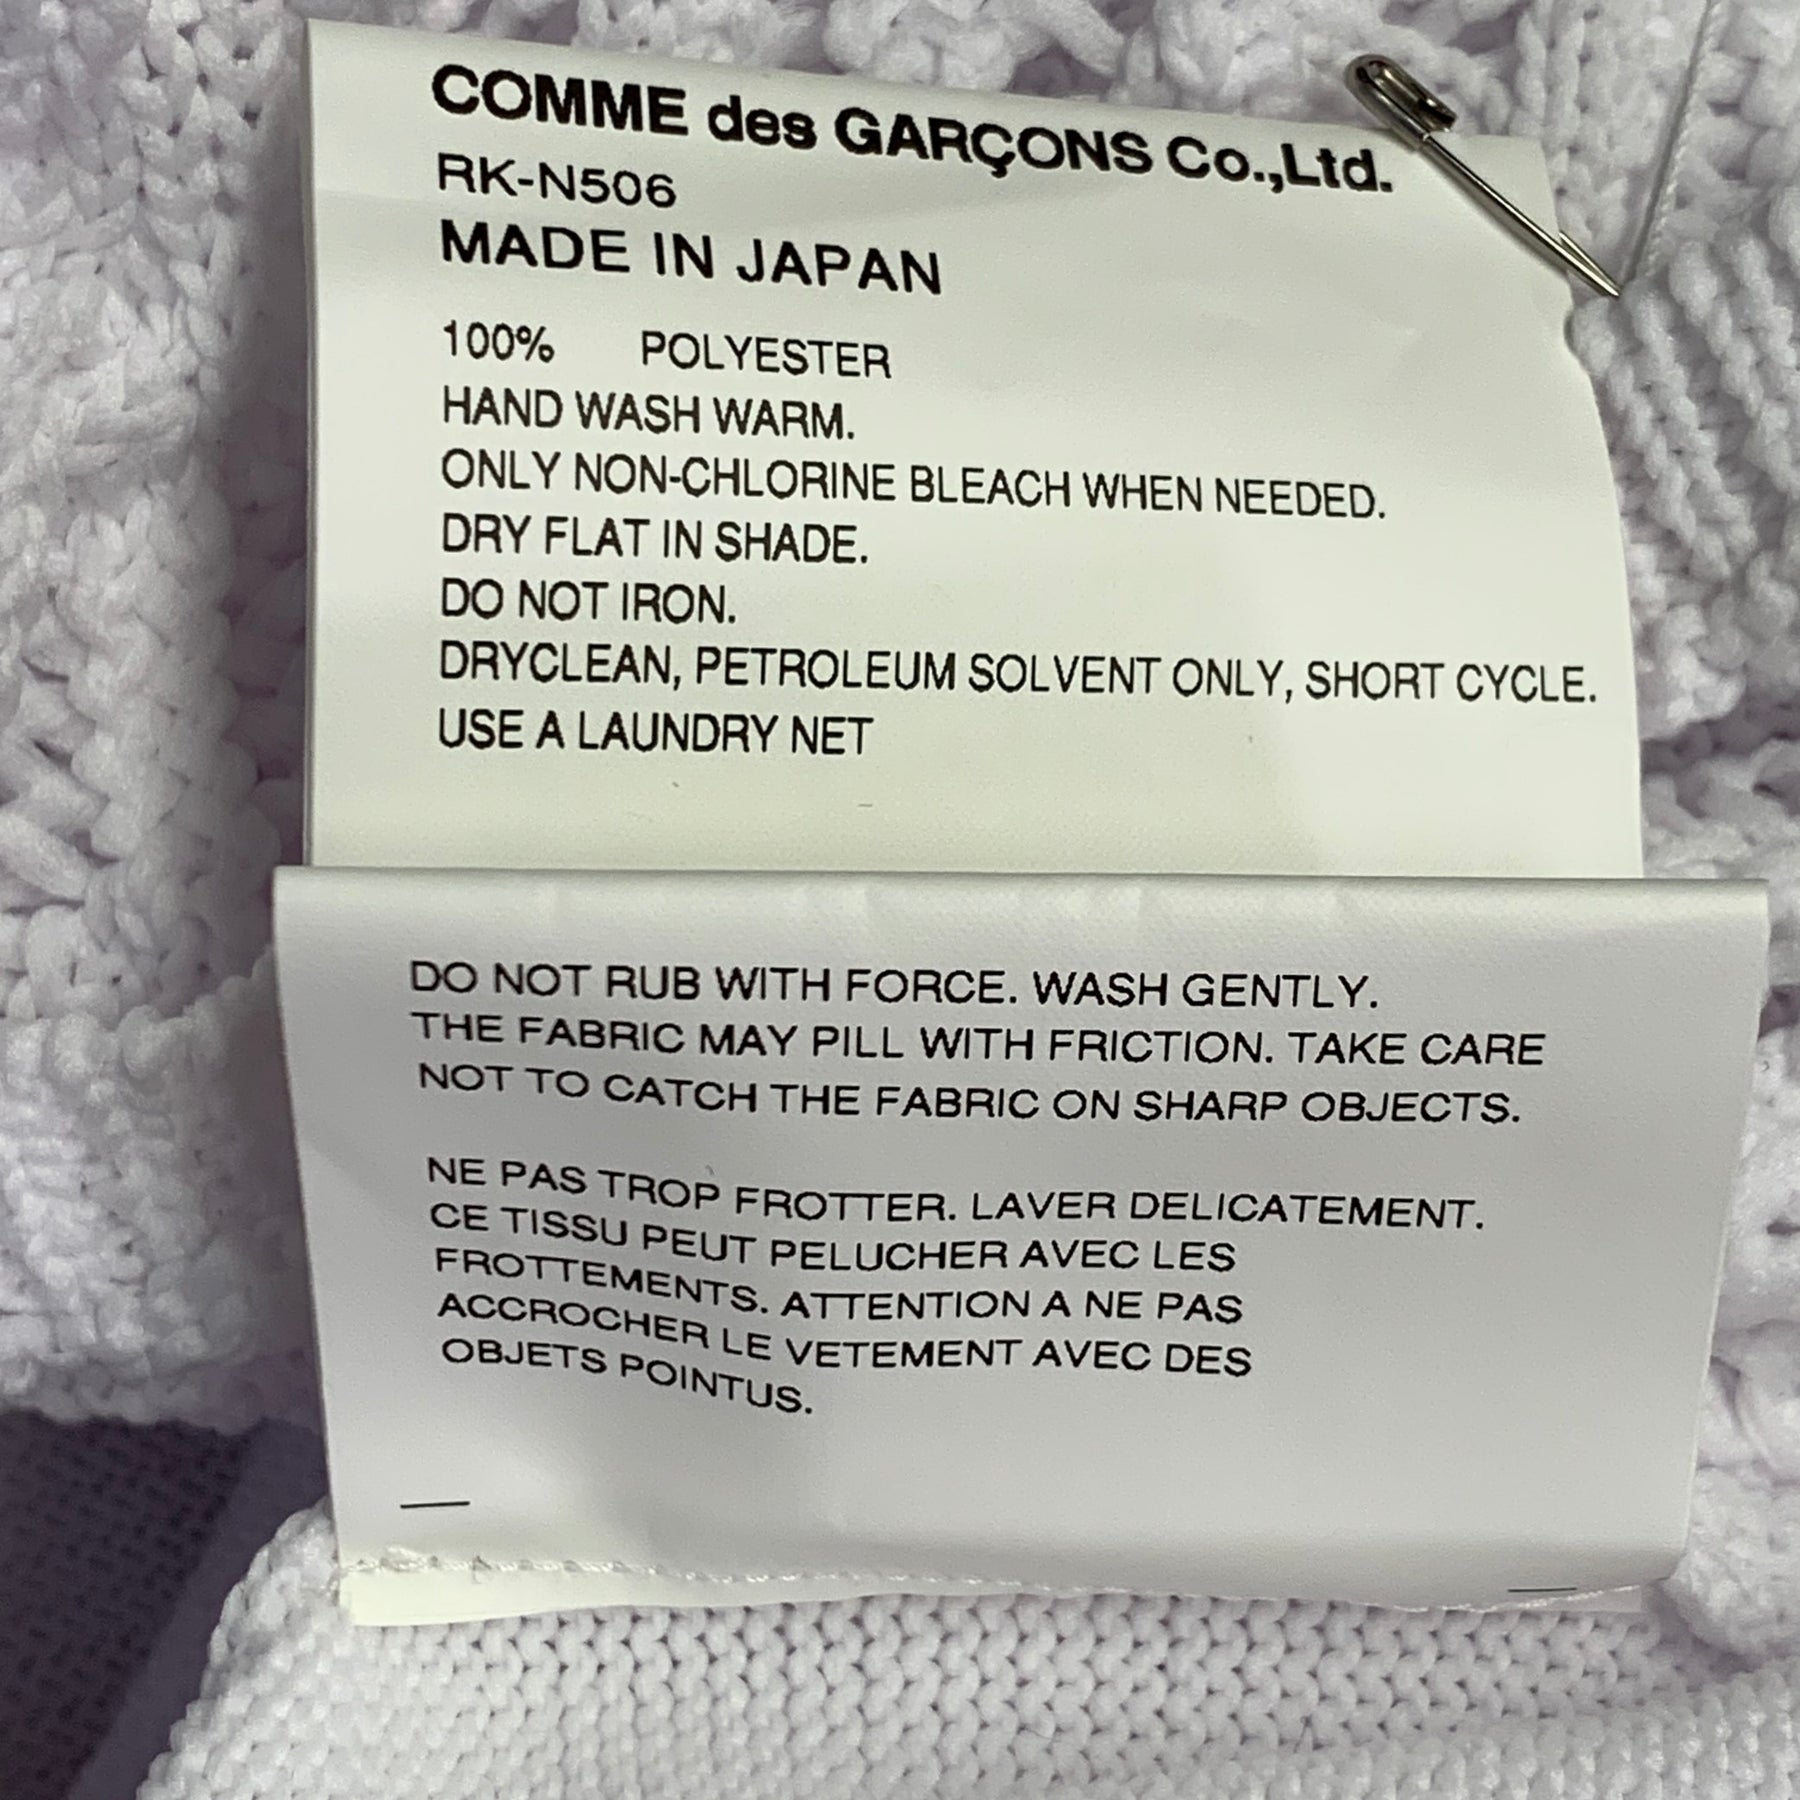 COMME des GARÇONS Co.,Ltd.
RK-N506
MADE IN JAPAN
100% POLYESTER
HAND WASH WARM.
ONLY NON-CHLORINE BLEACH WHEN NEEDED.
DRY FLAT IN SHADE.
DO NOT IRON.
DRYCLEAN, PETROLEUM SOLVENT ONLY, SHORT CYCLE.
USE A LAUNDRY NET
DO NOT RUB WITH FORCE. WASH GENTLY.
THE FABRIC MAY PILL WITH FRICTION. TAKE CARE
NOT TO CATCH THE FABRIC ON SHARP OBJECTS.
NE PAS TROP FROTTER. LAVER DELICATEMENT.
CE TISSU PEUT PELUCHER AVEC LES
FROTTEMENTS. ATTENTION A NE PAS
ACCROCHER LE VETEMENT AVEC DES
OBJETS POINTUS.